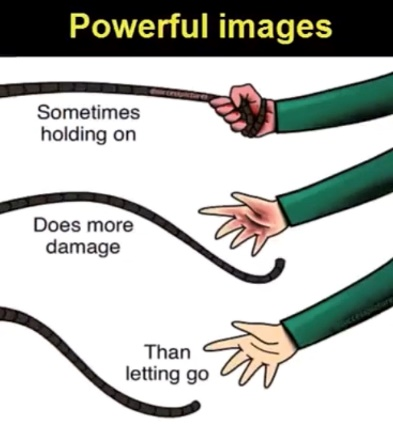 Powerful images
Sometimes
holding on
Does more
damage
Than
letting go